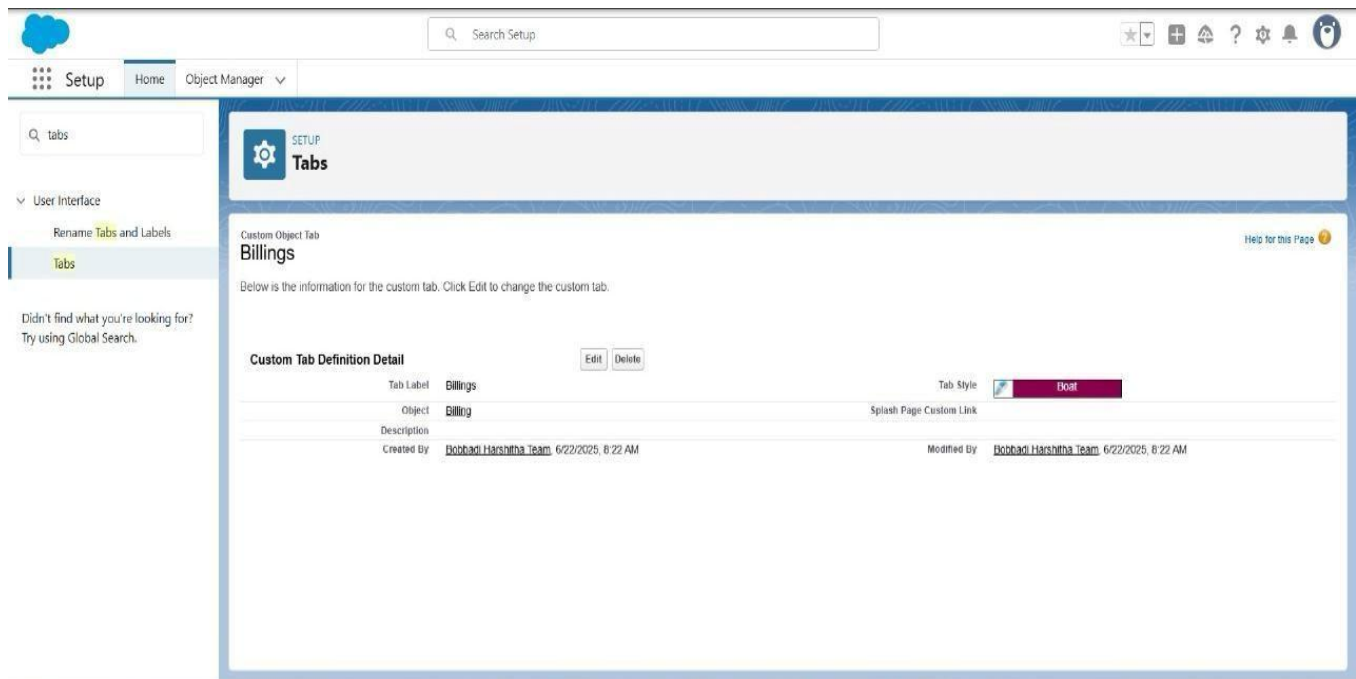 Search Setup
Setup Home Object Manager
tabs
User Interface
Rename Tabs and Labels
Tabs
Didn't find what you're looking for?
Try using Global Search.
SETUP
Tabs
Custom Object Tab
Billings
Help for this Page
Below is the information for the custom tab. Click Edit to change the custom tab.
Custom Tab Definition Detail Edit Delete
Tab Label Billings Tab Style Boat
Object Billing Splash Page Custom Link
Description
Created By Bobbadi Harshitha Team, 6/22/2025, 8:22 AM Modified By Bobbadi Harshitha Team, 6/22/2025, 8:22 AM